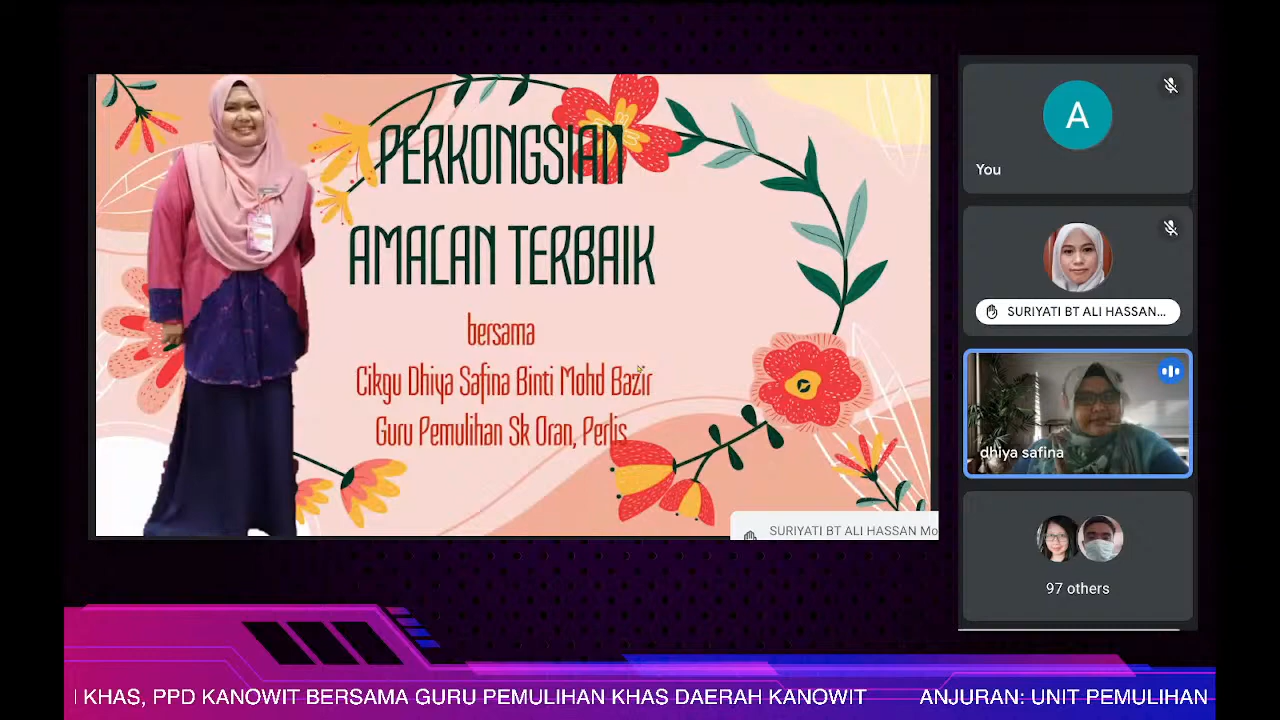 PERKONGSIAN
AMALAN TERBAIK
bersama
Cikgu Dhiya Safina Binti Mohd Bazir
Guru Pemulihan Sk Oran, Perlis
SURIYATI BT ALI HASSAN Mo
A
You
SURIYATI BT ALI HASSAN...
dhiya safina
97 others
KHAS, PPD KANOWIT BERSAMA GURU PEMULIHAN KHAS DAERAH KANOWIT ANJURAN: UNIT PEMULIHAN